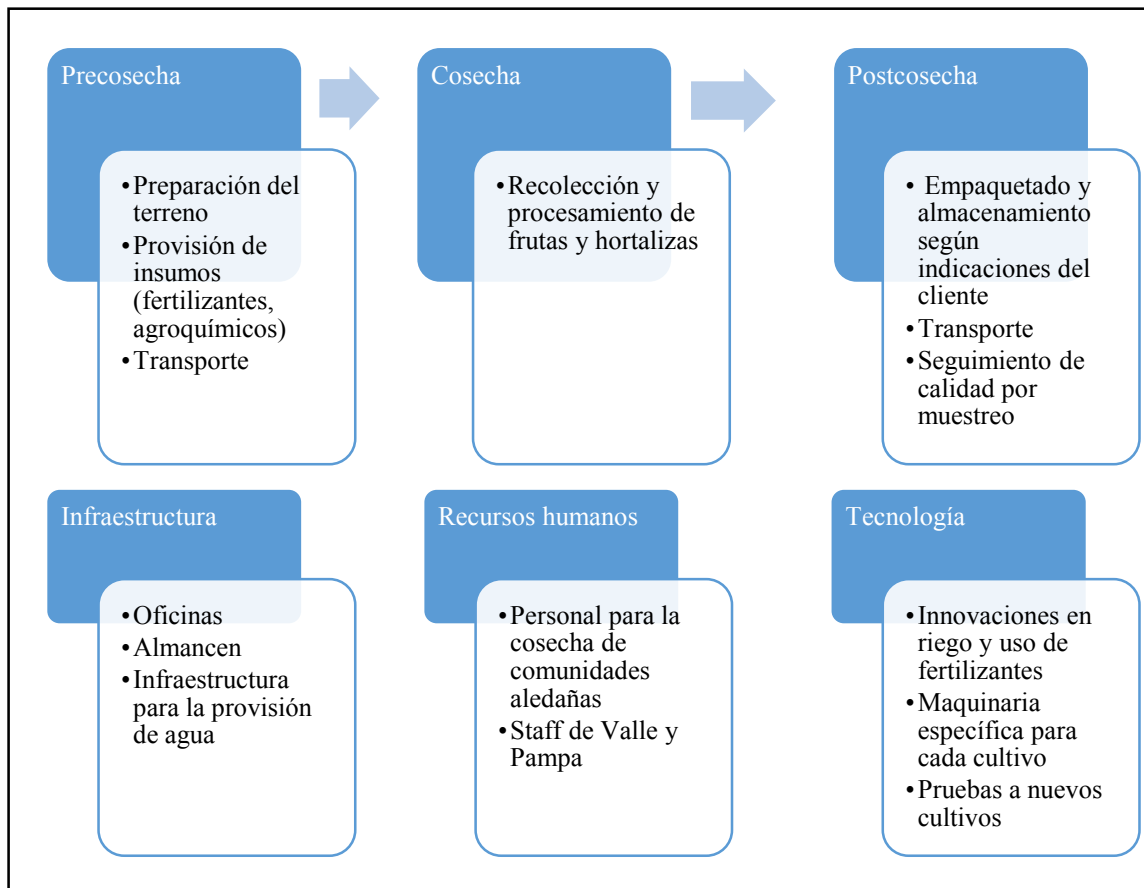 Precosecha
•Preparación del
terreno
•Provisión de
insumos
(fertilizantes,
agroquímicos)
•Transporte
Cosecha
•Recolección y
procesamiento de
frutas y hortalizas
Postcosecha
• Empaquetado y
almacenamiento
según
indicaciones del
cliente
•Transporte
•Seguimiento de
calidad por
muestreo
Infraestructura
•Oficinas
•Almancen
•Infraestructura
para la provisión
de agua
Recursos humanos
•Personal para la
cosecha de
comunidades
aledañas
•Staff de Valle y
Pampa
Tecnología
•Innovaciones en
riego y uso de
fertilizantes
•Maquinaria
específica para
cada cultivo
•Pruebas a nuevos
cultivos